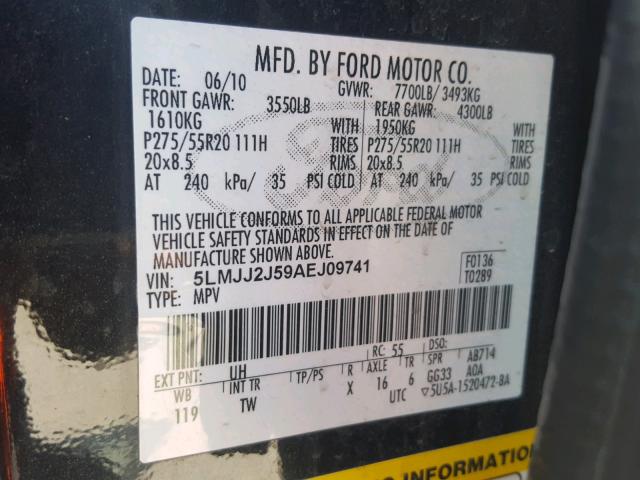 MFD. BY FORD MOTOR CO.
DATE: 06/10 GVWR: 7700LB/ 3493KG
FRONT GAWR: 3550LB REAR GAWR: 4300LB
1610KG WITH 1950KG WITH
P275/55R20 111H TIRES P275/55R20 111H TIRES
20x8.5 RIMS 20x8.5 RIMS
AT 240 kPa/ 35 PSI COLD AT 240 kPa/ 35 PSI COLD
THIS VEHICLE CONFORMS TO ALL APPLICABLE FEDERAL MOTOR
VEHICLE SAFETY STANDARDS IN EFFECT ON THE DATE OF
MANUFACTURE SHOWN ABOVE.
VIN: 5LMJJ2J59AEJ09741 F0136
TYPE: MPV T0289
EXT PNT: UH RC: 55 DSO:
WB INT TR TP/PS R AXLE TR SPR AB714
119 TW X 16 6 GG33 A0A
UTC ▽5U5A-1520472-BA
INFORMATION